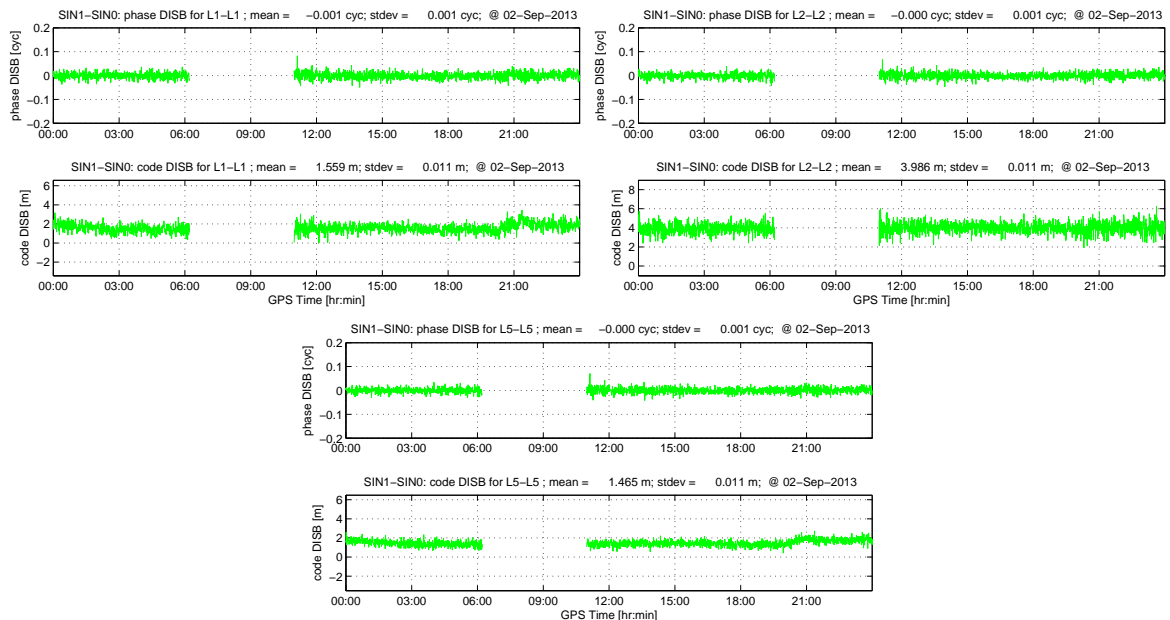 SIN1−SIN0: phase DISB for L1−L1 ; mean = −0.001 cyc; stdev = 0.001 cyc; @ 02−Sep−2013
phase DISB [cyc]
0.2
0.1
0
−0.1
−0.2
00:00 03:00 06:00 09:00 12:00 15:00 18:00 21:00
SIN1−SIN0: code DISB for L1−L1 ; mean = 1.559 m; stdev = 0.011 m; @ 02−Sep−2013
code DISB [m]
6
4
2
0
−2
00:00 03:00 06:00 09:00 12:00 15:00 18:00 21:00
GPS Time [hr:min]
SIN1−SIN0: phase DISB for L2−L2 ; mean = −0.000 cyc; stdev = 0.001 cyc; @ 02−Sep−2013
phase DISB [cyc]
0.2
0.1
0
−0.1
−0.2
00:00 03:00 06:00 09:00 12:00 15:00 18:00 21:00
SIN1−SIN0: code DISB for L2−L2 ; mean = 3.986 m; stdev = 0.011 m; @ 02−Sep−2013
code DISB [m]
8
6
4
2
0
00:00 03:00 06:00 09:00 12:00 15:00 18:00 21:00
GPS Time [hr:min]
SIN1−SIN0: phase DISB for L5−L5 ; mean = −0.000 cyc; stdev = 0.001 cyc; @ 02−Sep−2013
phase DISB [cyc]
0.2
0.1
0
−0.1
−0.2
00:00 03:00 06:00 09:00 12:00 15:00 18:00 21:00
SIN1−SIN0: code DISB for L5−L5 ; mean = 1.465 m; stdev = 0.011 m; @ 02−Sep−2013
code DISB [m]
6
4
2
0
−2
00:00 03:00 06:00 09:00 12:00 15:00 18:00 21:00
GPS Time [hr:min]